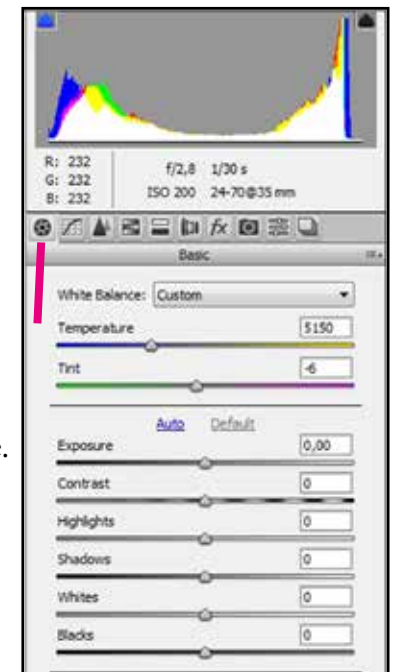 R: 232
G: 232
B: 232
f/2,8 1/30 s
ISO 200 24-70@35 mm
fx
Basic
White Balance: Custom
Temperature 5150
Tint -6
Auto Default
Exposure 0,00
Contrast 0
Highlights 0
Shadows 0
Whites 0
Blacks 0